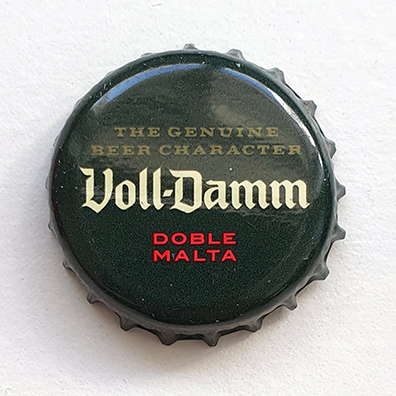 THE GENUINE
BEER CHARACTER
Voll-Damm
DOBLE
MALTA